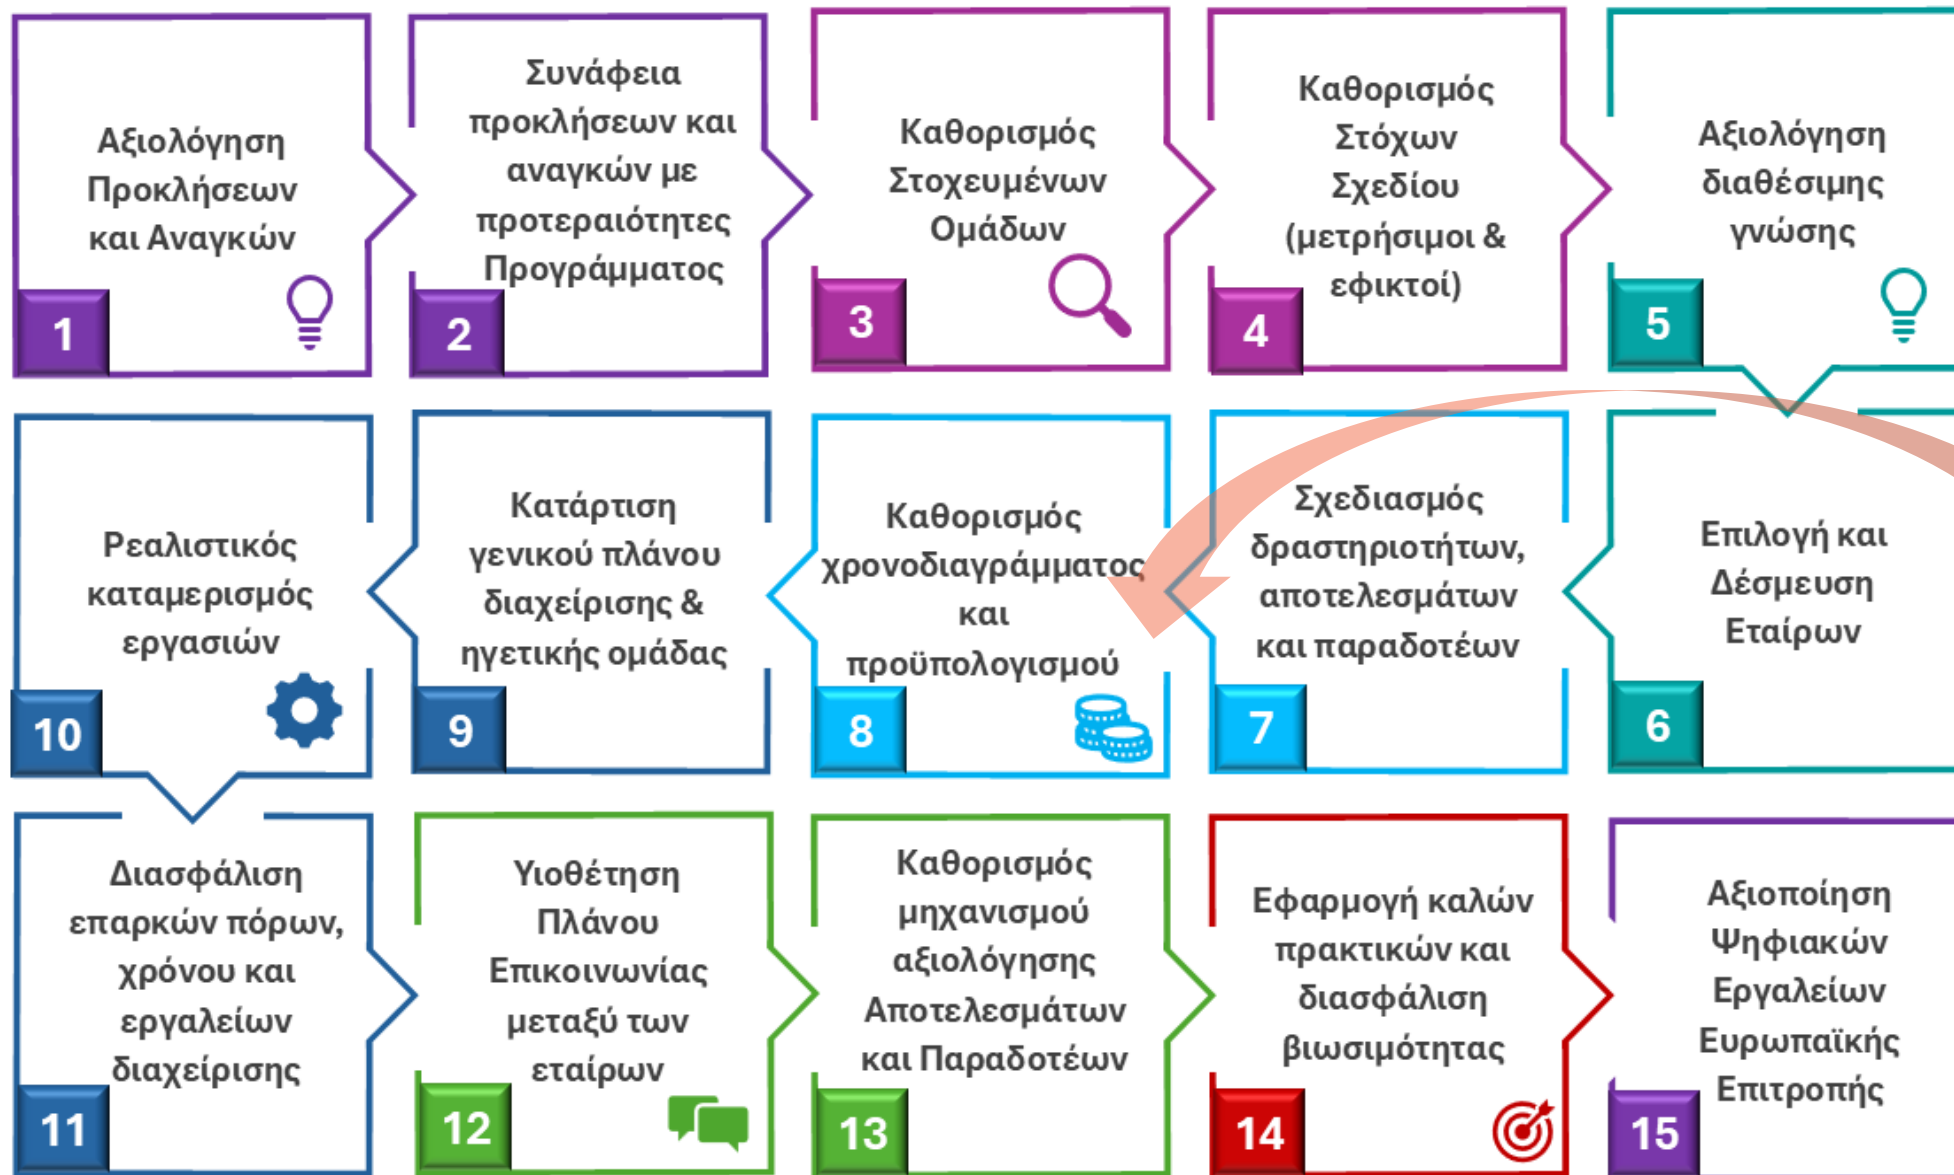 Αξιολόγηση
Προκλήσεων
και Αναγκών
1
Συνάφεια
προκλήσεων και
αναγκών με
προτεραιότητες
Προγράμματος
2
Καθορισμός
Στοχευμένων
Ομάδων
3
Καθορισμός
Στόχων
Σχεδίου
(μετρήσιμοι &
εφικτοί)
4
Αξιολόγηση
διαθέσιμης
γνώσης
5
Επιλογή και
Δέσμευση
Εταίρων
6
Σχεδιασμός
δραστηριοτήτων,
αποτελεσμάτων
και παραδοτέων
7
Καθορισμός
χρονοδιαγράμματος
και
προϋπολογισμού
8
Κατάρτιση
γενικού πλάνου
διαχείρισης &
ηγετικής ομάδας
9
Ρεαλιστικός
καταμερισμός
εργασιών
10
Διασφάλιση
επαρκών πόρων,
χρόνου και
εργαλείων
διαχείρισης
11
Υιοθέτηση
Πλάνου
Επικοινωνίας
μεταξύ των
εταίρων
12
Καθορισμός
μηχανισμού
αξιολόγησης
Αποτελεσμάτων
και Παραδοτέων
13
Εφαρμογή καλών
πρακτικών και
διασφάλιση
βιωσιμότητας
14
Αξιοποίηση
Ψηφιακών
Εργαλείων
Ευρωπαϊκής
Επιτροπής
15